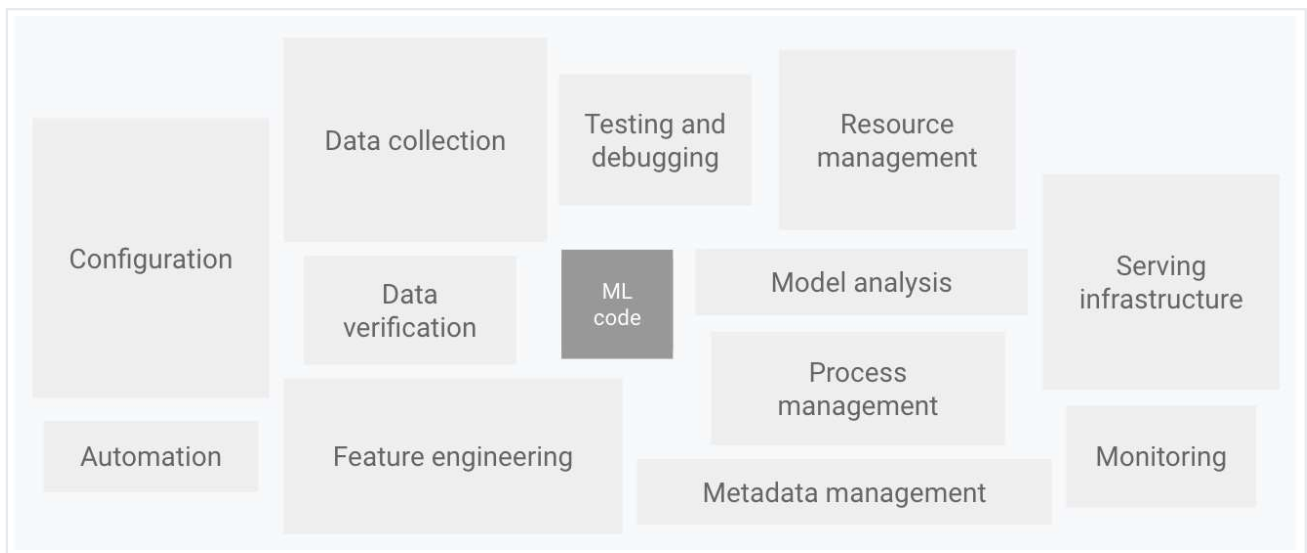 Configuration
Automation
Data collection
Data
verification
Feature engineering
Testing and
debugging
ML
code
Resource
management
Model analysis
Process
management
Metadata management
Serving
infrastructure
Monitoring